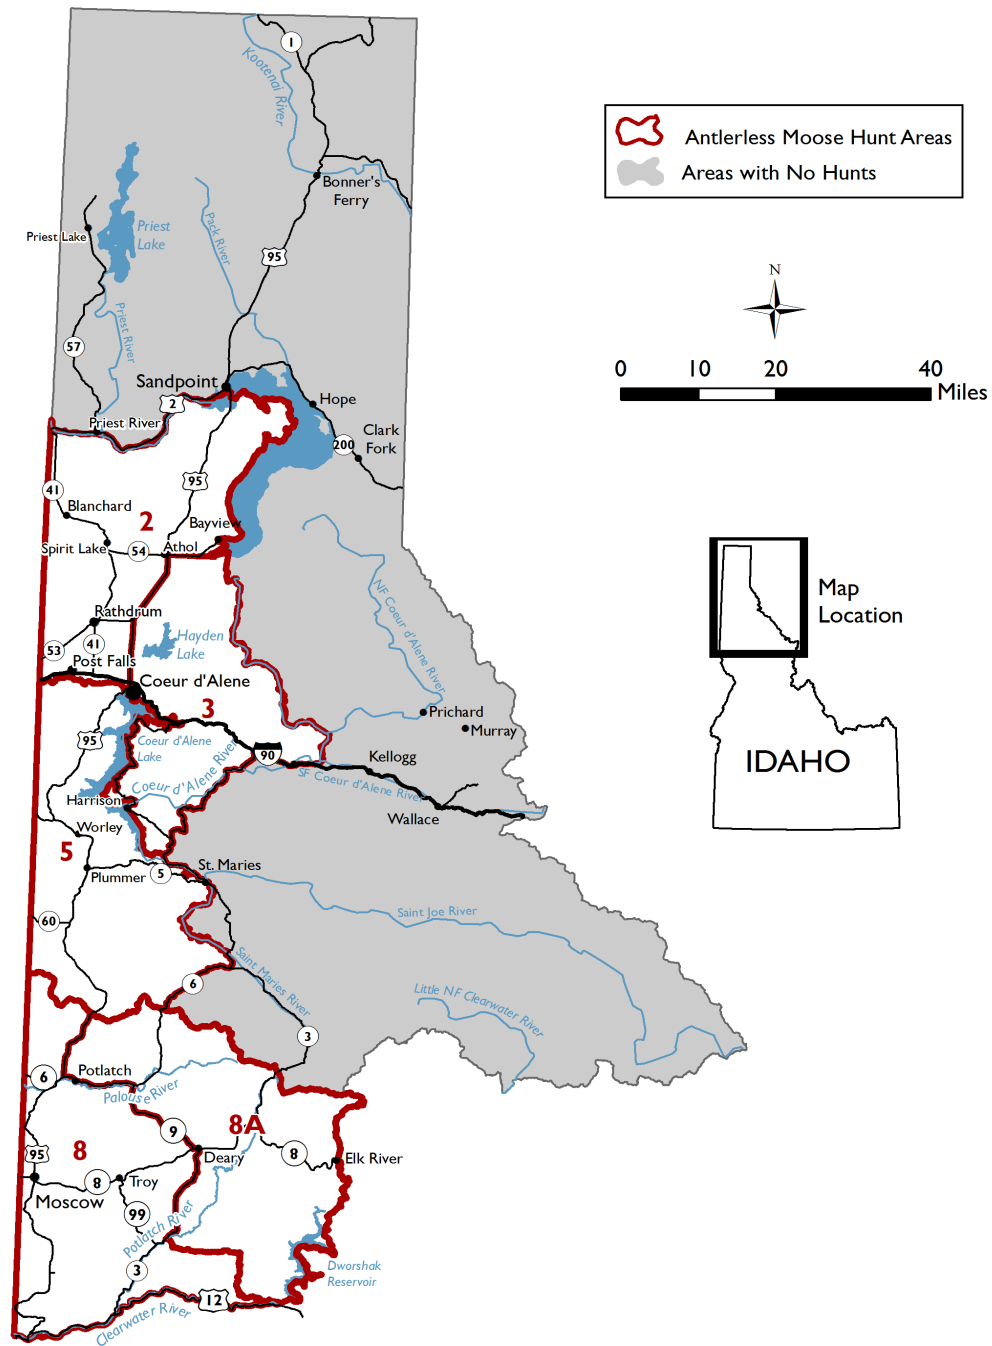 1
Kootenai River
Antlerless Moose Hunt Areas
Areas with No Hunts
Bonner's
Ferry
Priest Lake
Priest
Lake
Pack River
95
N
Priest River
57
0 10 20 40
Miles
Sandpoint
2
Hope
Priest River
200
Clark
Fork
41
95
Blanchard
2
Bayview
Spirit Lake
54
Athol
NF Coeur d'Alene River
Map
Location
Rathdrum
53
41
Hayden
Lake
Post Falls
Coeur d'Alene
3
Prichard
Murray
95
Coeur d'Alene
Lake
90
Kellogg
IDAHO
Coeur d'Alene River
SF Coeur d'Alene River
Harrison
Wallace
Worley
5
St. Maries
Plummer
5
Saint Joe River
60
Saint Maries River
6
Little NF Clearwater River
3
6
Potlatch
Palouse River
9
8A
8
95
Deary
8
Elk River
8
Troy
Moscow
99
Potlatch River
3
Dworshak
Reservoir
12
Clearwater River